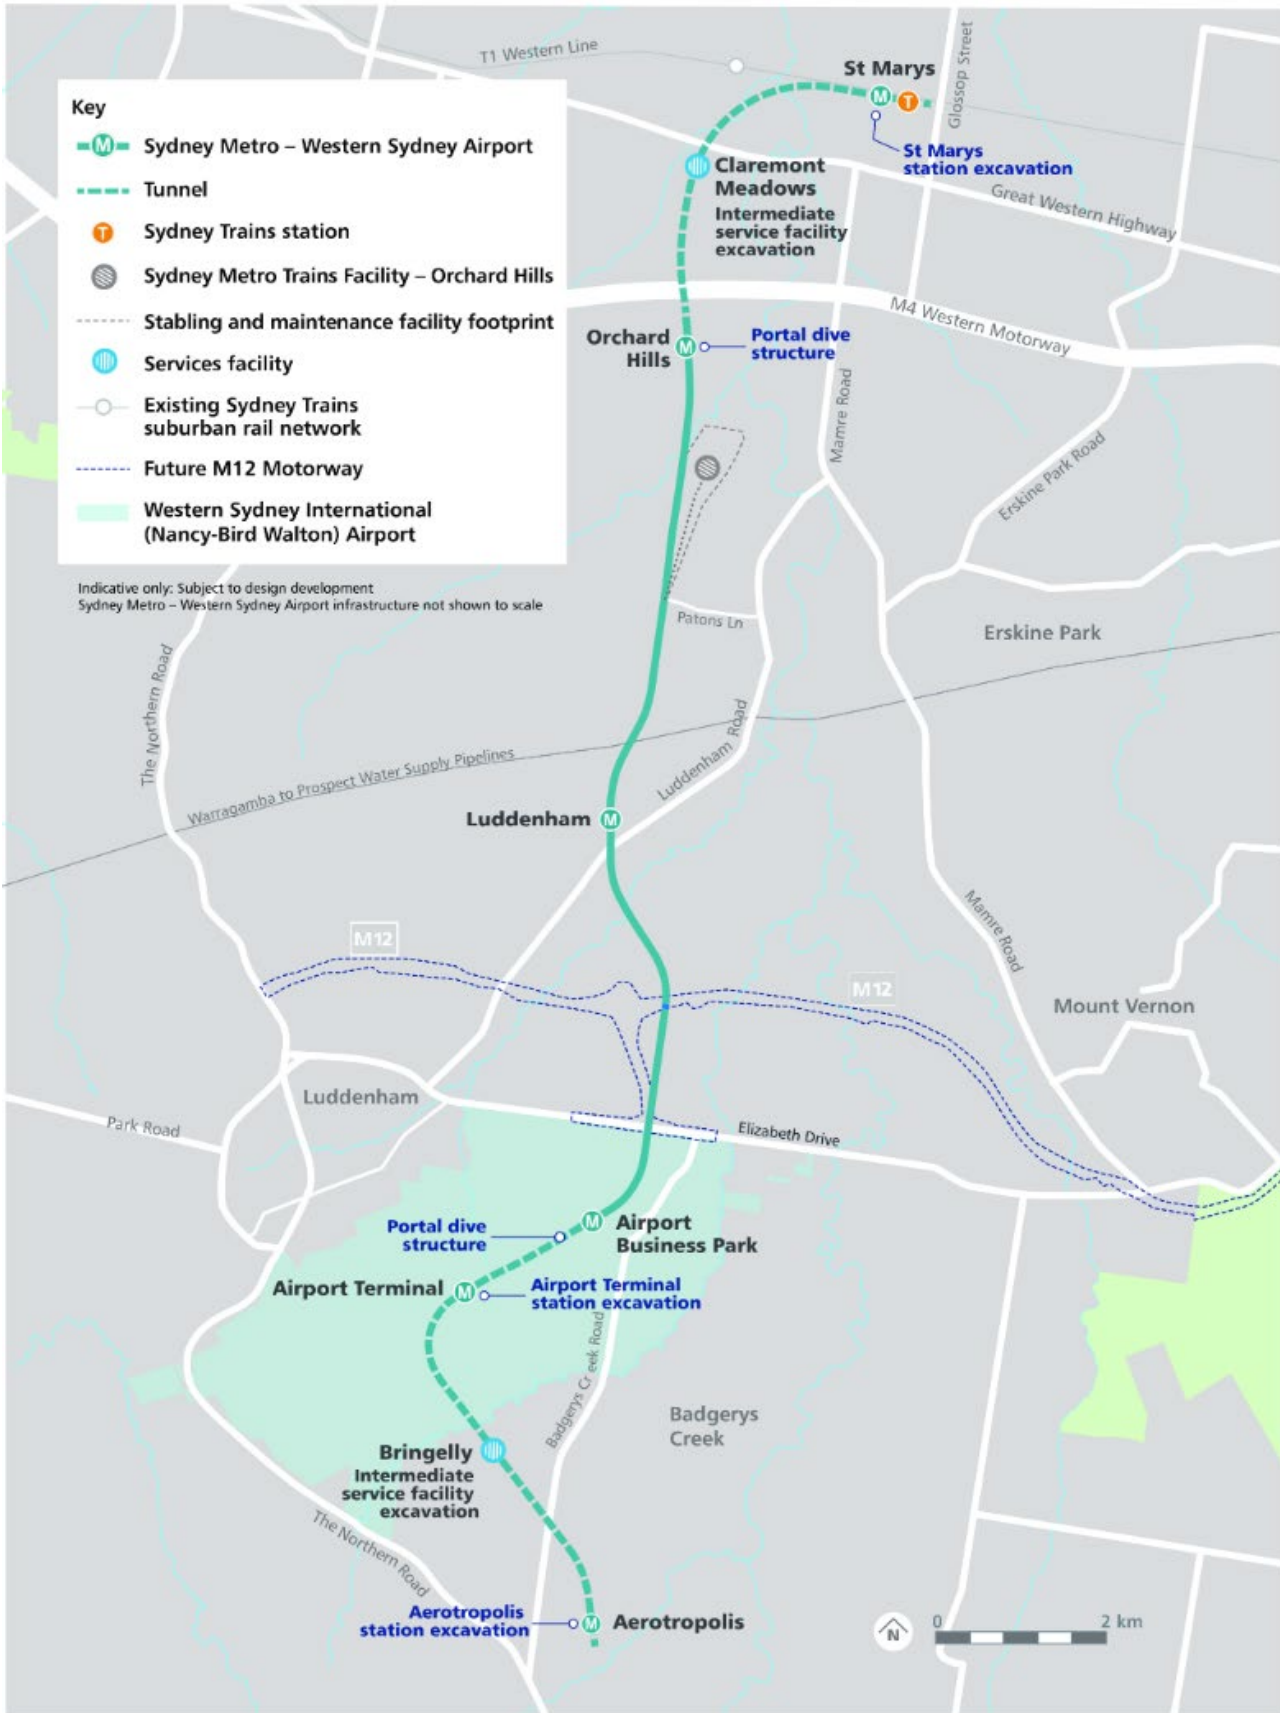 T1 Western Line
St Marys
M
T
Glossop Street
St Marys
station excavation
Key
M
Sydney Metro – Western Sydney Airport
Tunnel
T
Sydney Trains station
Sydney Metro Trains Facility – Orchard Hills
Stabling and maintenance facility footprint
Services facility
Existing Sydney Trains
suburban rail network
Future M12 Motorway
Western Sydney International
(Nancy-Bird Walton) Airport
Indicative only: Subject to design development
Sydney Metro – Western Sydney Airport infrastructure not shown to scale
Claremont
Meadows
Intermediate
service facility
excavation
Great Western Highway
M4 Western Motorway
Orchard
Hills
M
Portal dive
structure
Mamre Road
Erskine Park Road
Patons Ln
Erskine Park
The Northern Road
Luddenham Road
Warragamba to Prospect Water Supply Pipelines
Luddenham
M
Mamre Road
M12
M12
Mount Vernon
Luddenham
Park Road
Elizabeth Drive
Portal dive
structure
M
Airport
Business Park
Airport Terminal
M
Airport Terminal
station excavation
Badgerys Cr eek Road
Badgerys
Creek
Bringelly
Intermediate
service facility
excavation
The Northern Road
Aerotropolis
station excavation
M
Aerotropolis
N
0 2 km